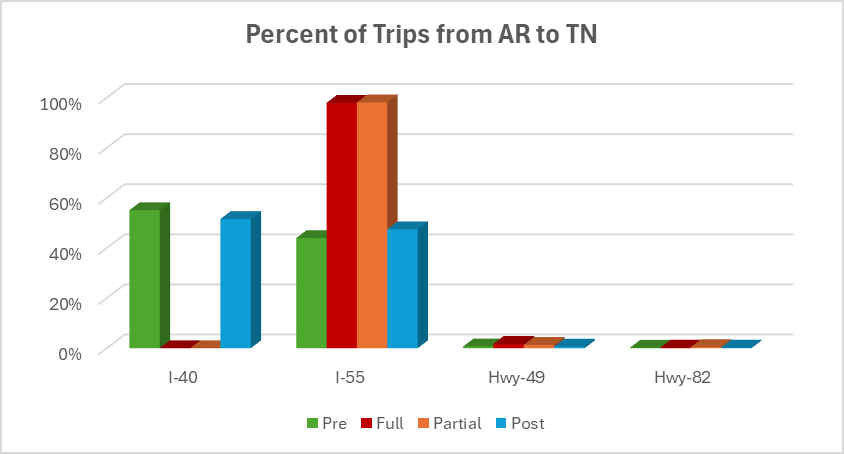 Percent of Trips from AR to TN
100%
80%
60%
40%
20%
0%
I-40 I-55 Hwy-49 Hwy-82
Pre Full Partial Post